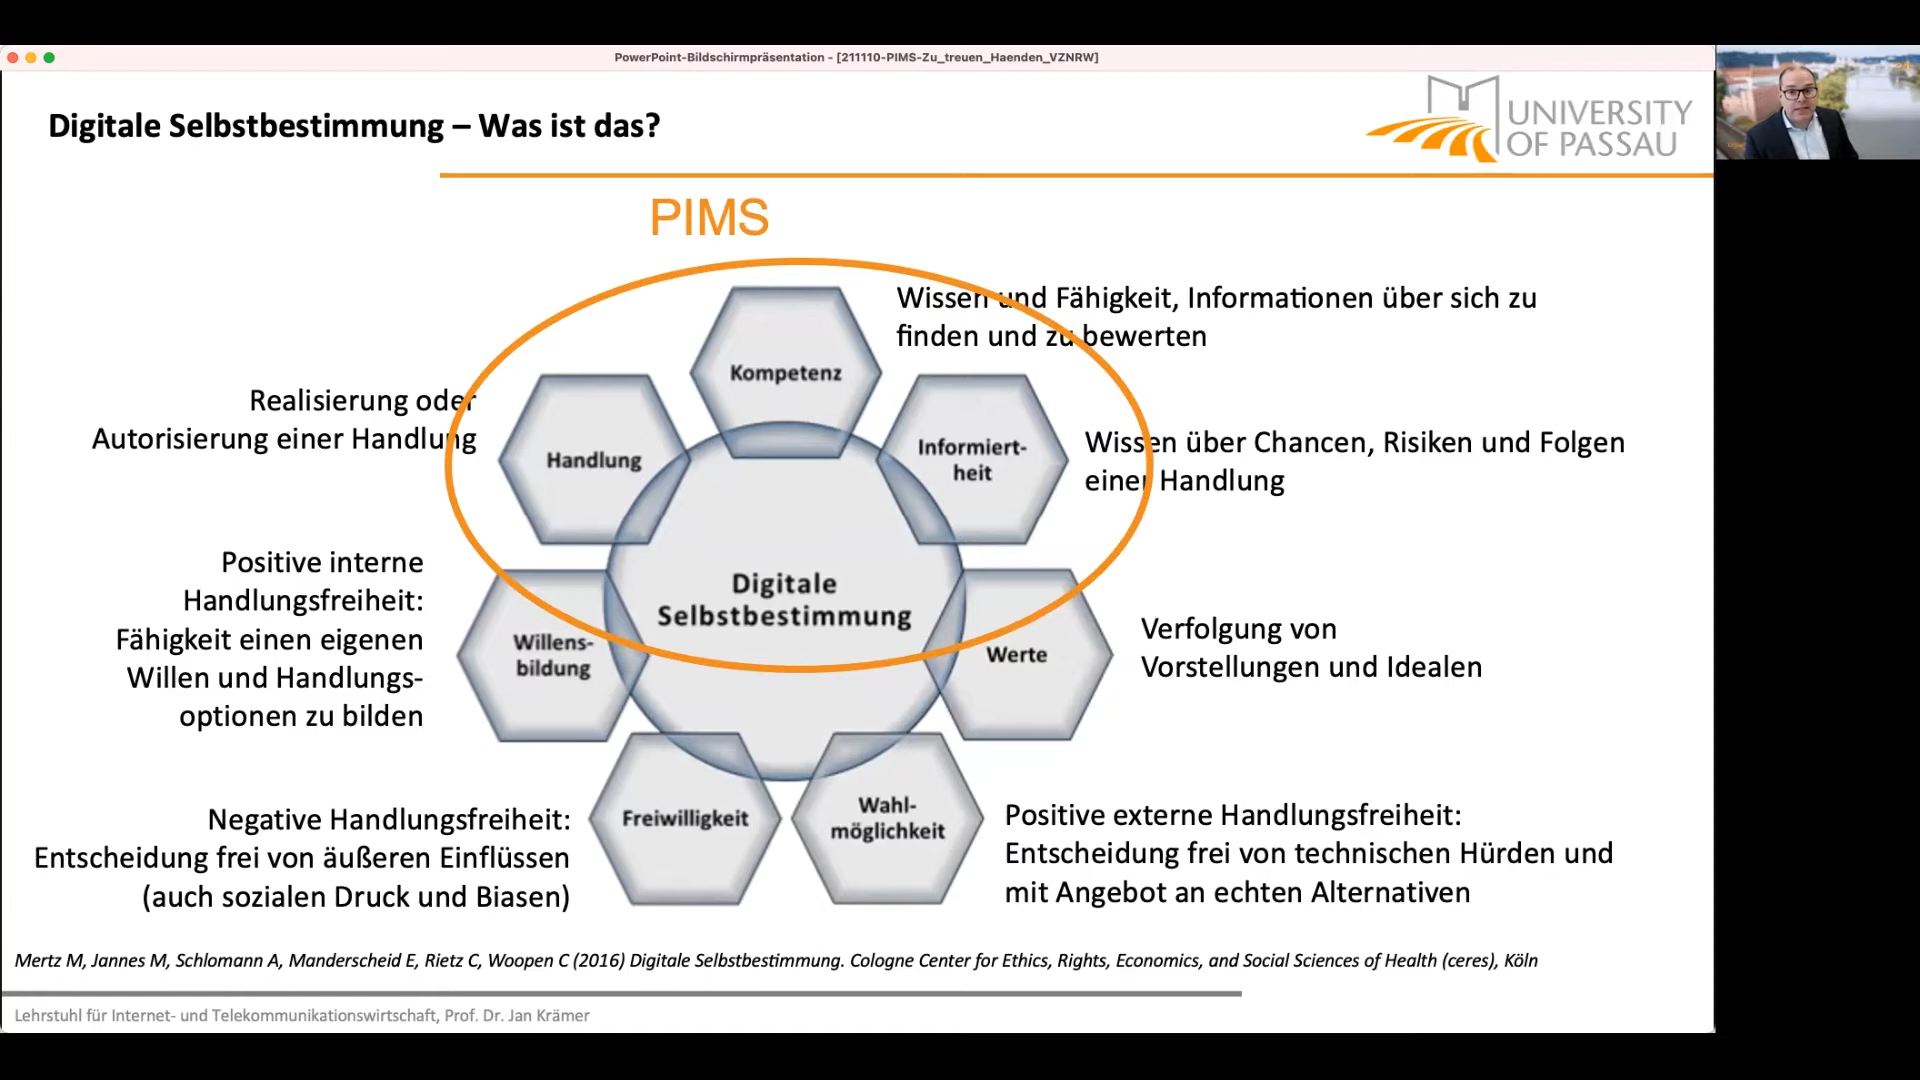 PowerPoint-Bildschirmpräsentation - [211110-PIMS-Zu_treuen_Haenden_VZNRW]
Digitale Selbstbestimmung – Was ist das?
UNIVERSITY
OF PASSAU
PIMS
Kompetenz
Wissen und Fähigkeit, Informationen über sich zu
finden und zu bewerten
Realisierung oder
Autorisierung einer Handlung
Handlung
Informiert-
heit
Wissen über Chancen, Risiken und Folgen
einer Handlung
Digitale
Selbstbestimmung
Positive interne
Handlungsfreiheit:
Fähigkeit einen eigenen
Willen und Handlungs-
optionen zu bilden
Willens-
bildung
Werte
Verfolgung von
Vorstellungen und Idealen
Negative Handlungsfreiheit:
Entscheidung frei von äußeren Einflüssen
(auch sozialen Druck und Biasen)
Freiwilligkeit
Wahl-
möglichkeit
Positive externe Handlungsfreiheit:
Entscheidung frei von technischen Hürden und
mit Angebot an echten Alternativen
Mertz M, Jannes M, Schlomann A, Manderscheid E, Rietz C, Woopen C (2016) Digitale Selbstbestimmung. Cologne Center for Ethics, Rights, Economics, and Social Sciences of Health (ceres), Köln
Lehrstuhl für Internet- und Telekommunikationswirtschaft, Prof. Dr. Jan Krämer